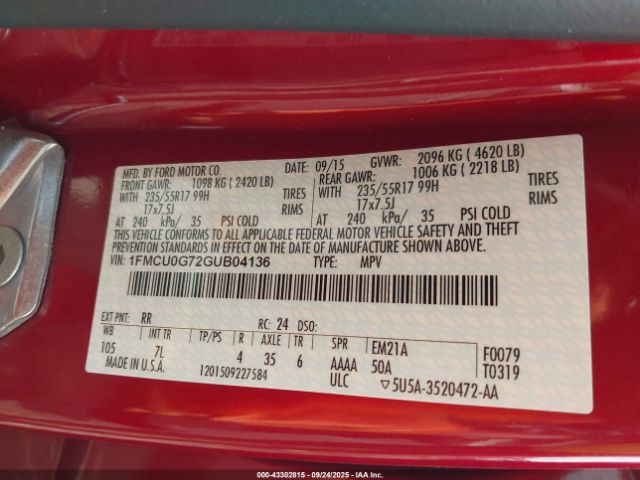 MFD. BY FORD MOTOR CO. DATE: 09/15 GVWR: 2096 KG ( 4620 LB)
FRONT GAWR: 1098 KG ( 2420 LB) REAR GAWR: 1006 KG ( 2218 LB)
WITH 235/55R17 99H TIRES WITH 235/55R17 99H TIRES
17x7.5J RIMS 17x7.5J RIMS
AT 240 kPa/ 35 PSI COLD AT 240 kPa/ 35 PSI COLD
THIS VEHICLE CONFORMS TO ALL APPLICABLE FEDERAL MOTOR VEHICLE SAFETY AND THEFT
PREVENTION STANDARDS IN EFFECT ON THE DATE OF MANUFACTURE SHOWN ABOVE.
VIN: 1FMCU0G72GUB04136 TYPE: MPV
EXT PNT: RR RC: 24 DSO:
WB INT TR TP/PS R AXLE TR SPR EM21A F0079
105 7L 4 35 6 AAAA 50A T0319
MADE IN U.S.A. 1201509227584 ULC 5U5A-3520472-AA
000-43302815 - 09/24/2025 - IAA Inc.